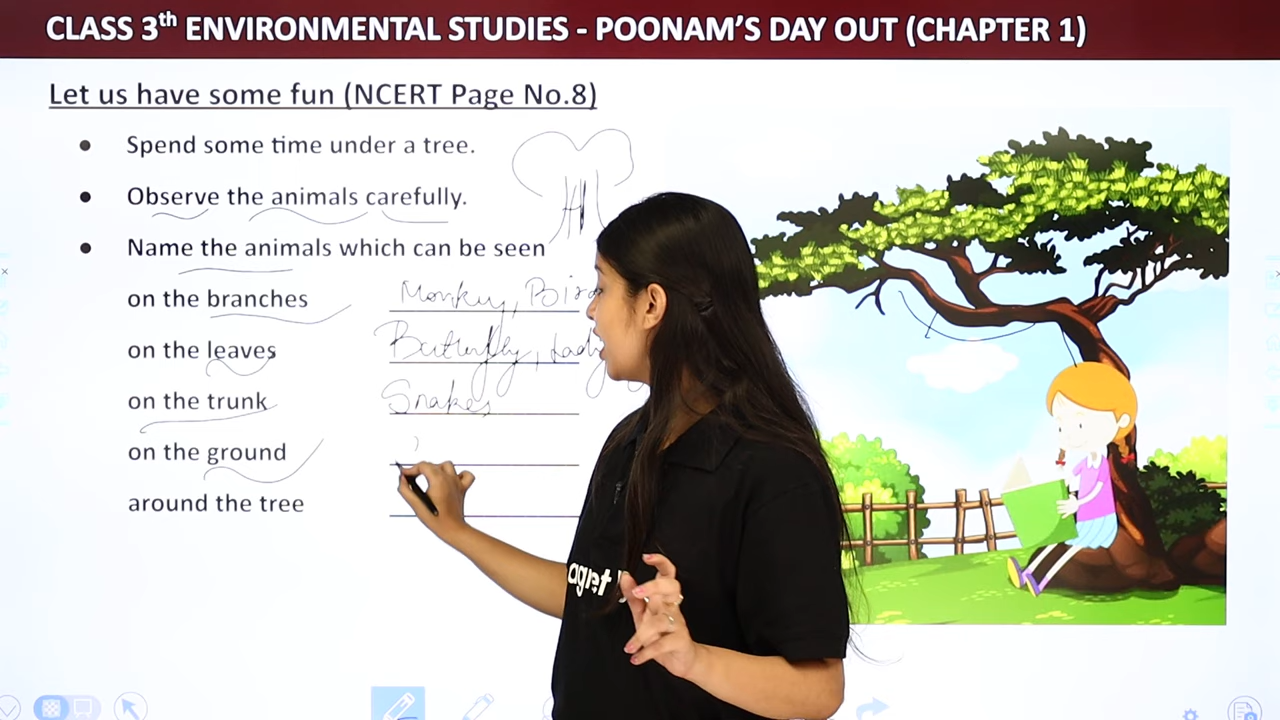 CLASS 3th ENVIRONMENTAL STUDIES - POONAM'S DAY OUT (CHAPTER 1)
Let us have some fun (NCERT Page No.8)
• Spend some time under a tree.
• Observe the animals carefully.
• Name the animals which can be seen
on the branches Monkey,
on the leaves Butterfly, Lady
on the trunk Snakes
on the ground
around the tree
agnet